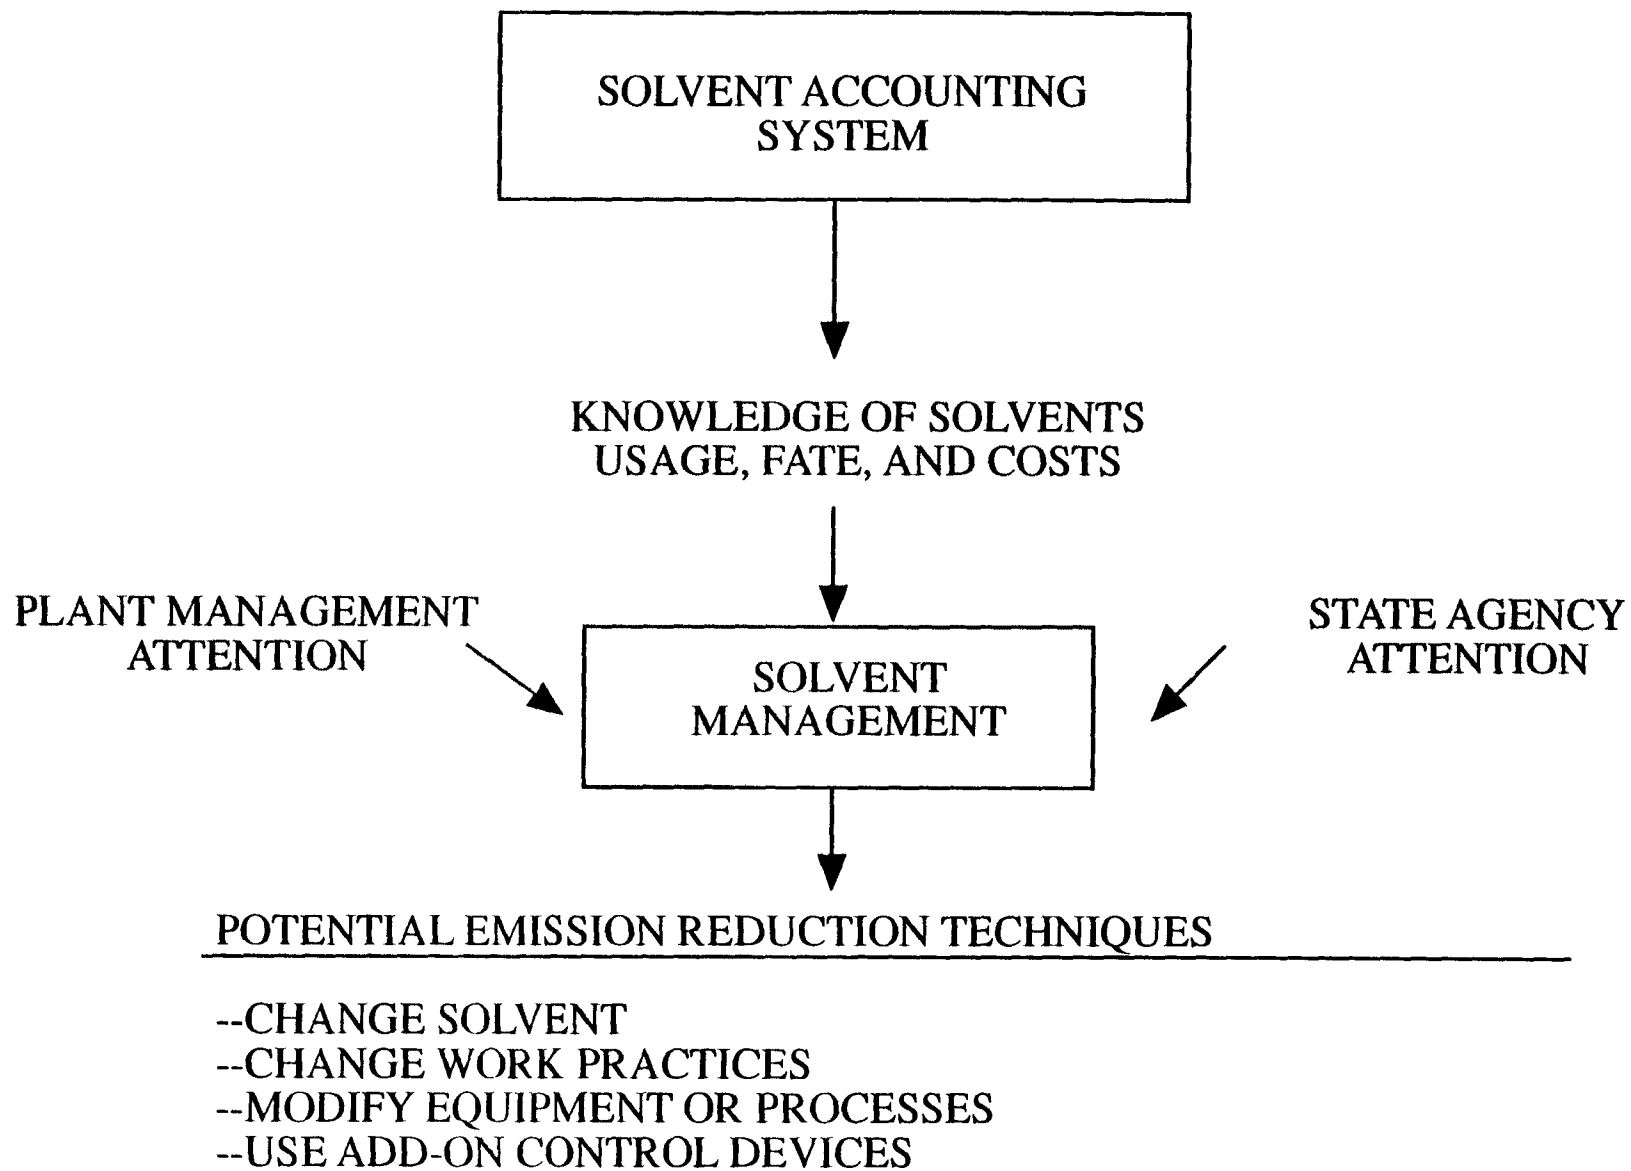 SOLVENT ACCOUNTING
SYSTEM
KNOWLEDGE OF SOLVENTS
USAGE, FATE, AND COSTS
PLANT MANAGEMENT
ATTENTION
STATE AGENCY
ATTENTION
SOLVENT
MANAGEMENT
POTENTIAL EMISSION REDUCTION TECHNIQUES
--CHANGE SOLVENT
--CHANGE WORK PRACTICES
--MODIFY EQUIPMENT OR PROCESSES
--USE ADD-ON CONTROL DEVICES